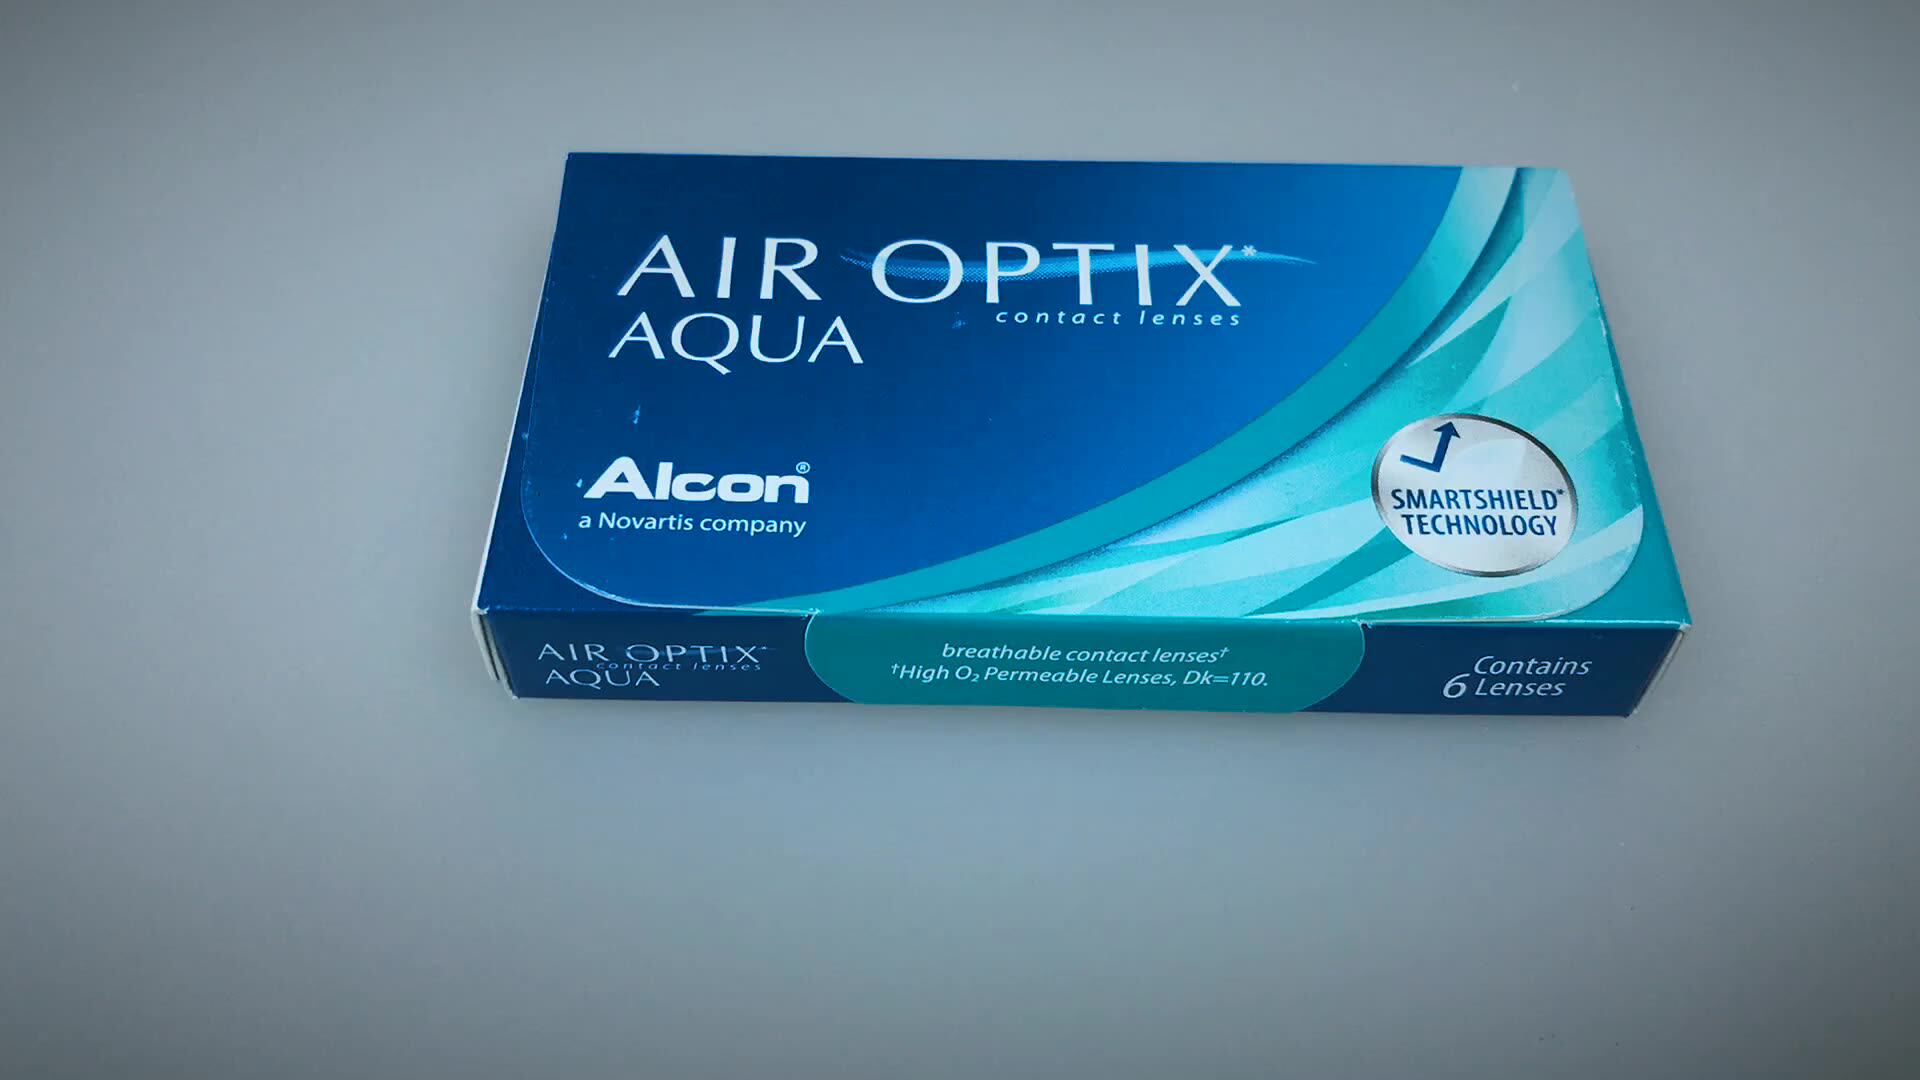 AIR OPTIX*
contact lenses
AQUA
Alcon®
a Novartis company
SMARTSHIELD*
TECHNOLOGY
AIR OPTIX*
contact lenses
AQUA
breathable contact lenses†
†High O₂ Permeable Lenses, Dk=110.
Contains
6 Lenses